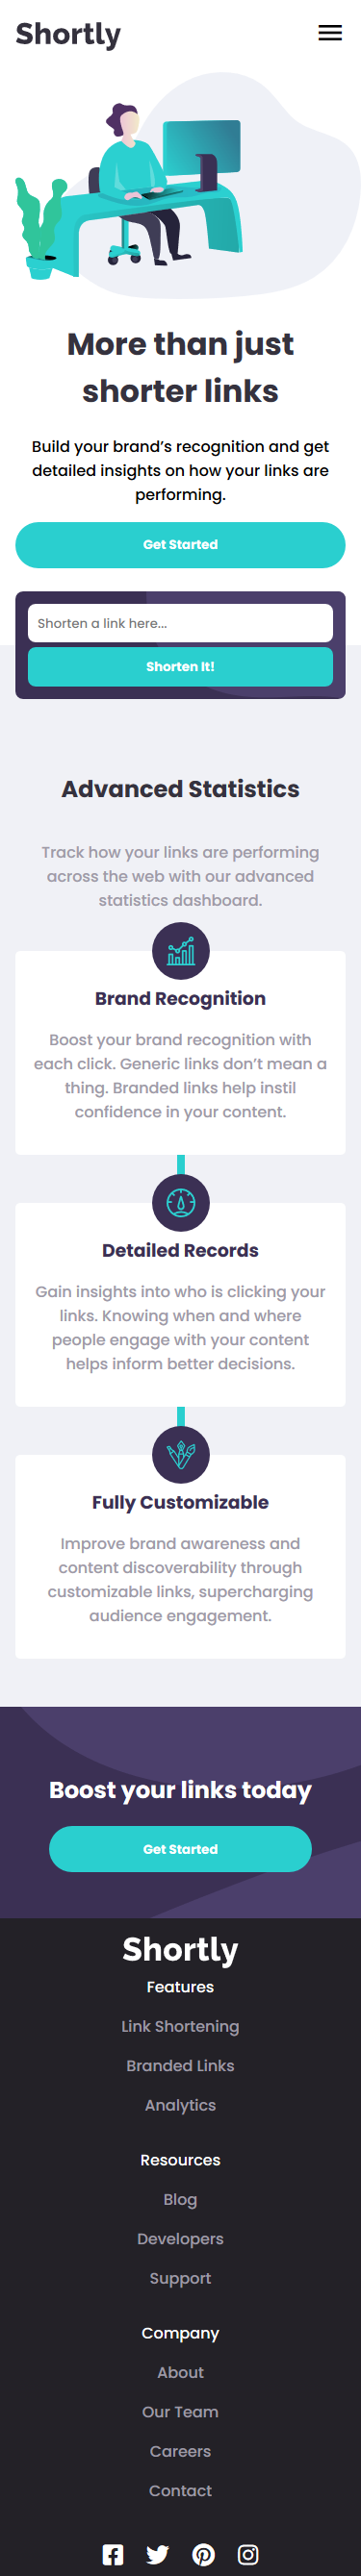 Shortly
More than just
shorter links
Build your brand’s recognition and get
detailed insights on how your links are
performing.
Get Started
Shorten a link here...
Shorten It!
Advanced Statistics
Track how your links are performing
across the web with our advanced
statistics dashboard.
Brand Recognition
Boost your brand recognition with
each click. Generic links don’t mean a
thing. Branded links help instil
confidence in your content.
Detailed Records
Gain insights into who is clicking your
links. Knowing when and where
people engage with your content
helps inform better decisions.
Fully Customizable
Improve brand awareness and
content discoverability through
customizable links, supercharging
audience engagement.
Boost your links today
Get Started
Shortly
Features
Link Shortening
Branded Links
Analytics
Resources
Blog
Developers
Support
Company
About
Our Team
Careers
Contact